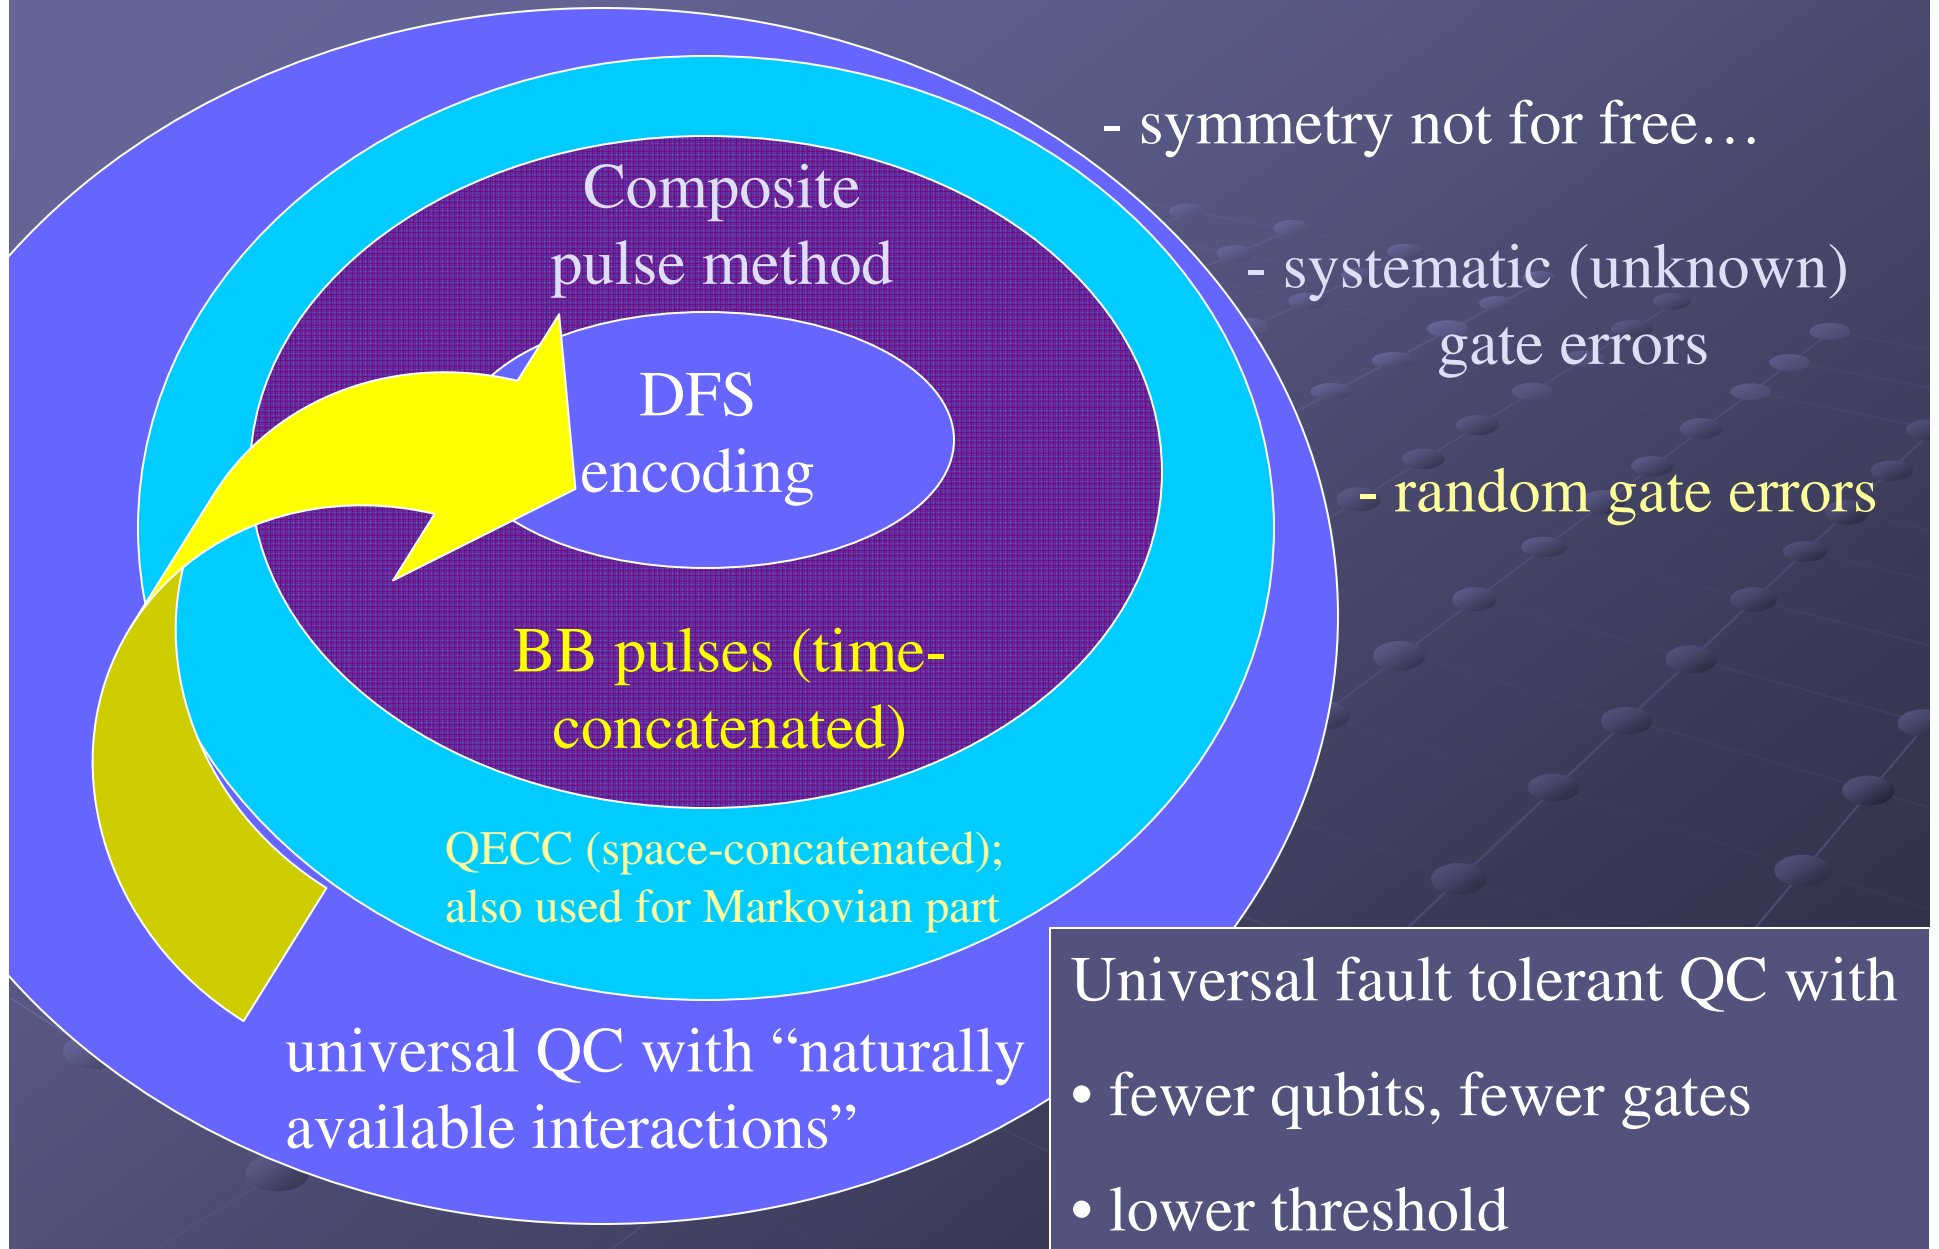 - symmetry not for free…
Composite
pulse method
- systematic (unknown)
gate errors
DFS
encoding
- random gate errors
BB pulses (time-
concatenated)
QECC (space-concatenated);
also used for Markovian part
universal QC with “naturally
available interactions”
Universal fault tolerant QC with
• fewer qubits, fewer gates
• lower threshold